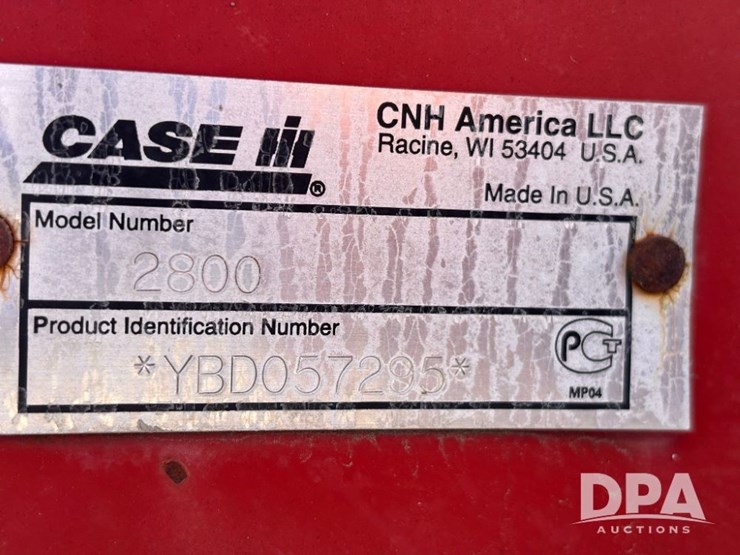 CASE IH®
CNH America LLC
Racine, WI 53404 U.S.A.
Made In U.S.A.
Model Number
2800
Product Identification Number
*YBD057295*
PCT
MP04
DPA
AUCTIONS